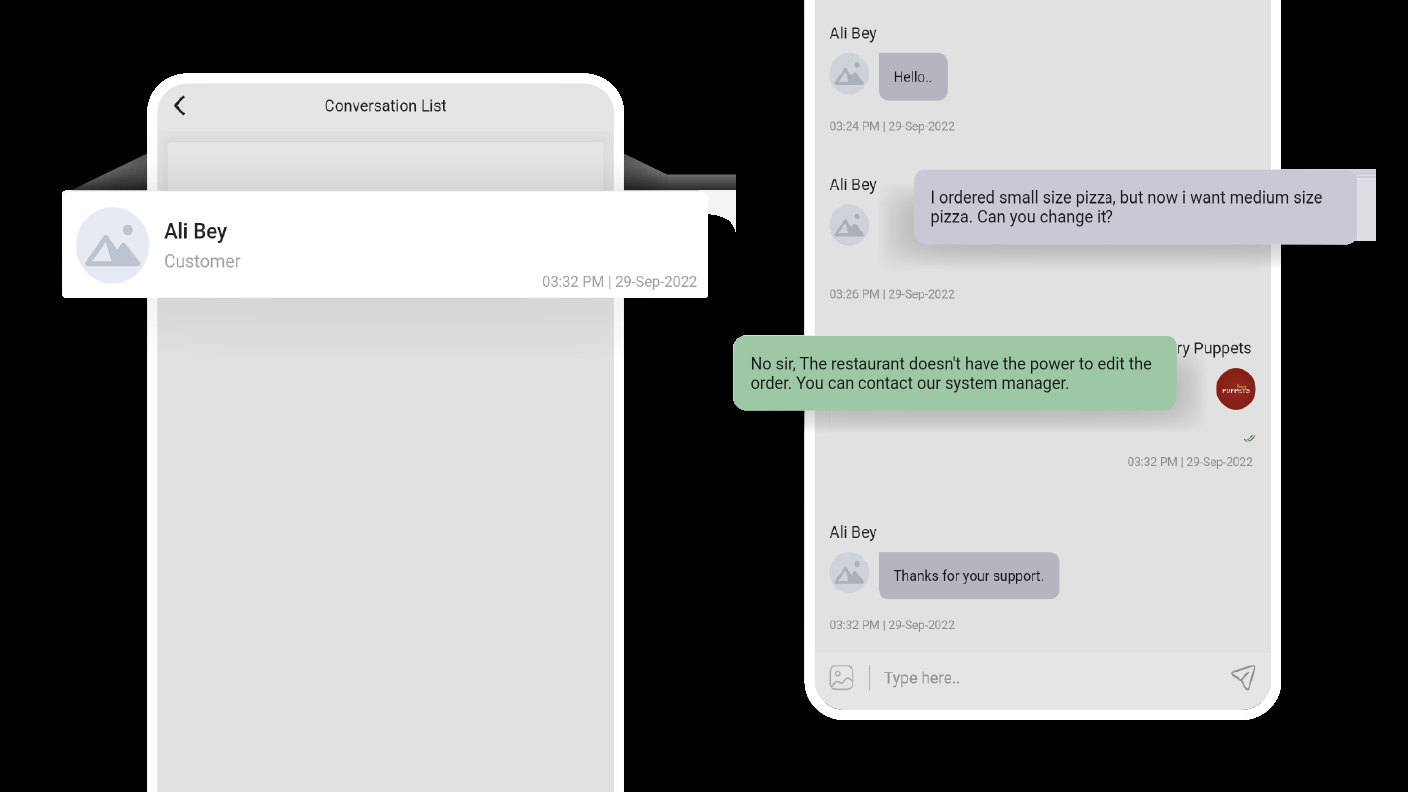 Conversation List
Ali Bey
Customer
03:32 PM | 29-Sep-2022
Ali Bey
Hello..
03:24 PM | 29-Sep-2022
Ali Bey
I ordered small size pizza, but now i want medium size
pizza. Can you change it?
03:26 PM | 29-Sep-2022
Puppets
No sir, The restaurant doesn't have the power to edit the
order. You can contact our system manager.
PUPPETS
03:32 PM | 29-Sep-2022
Ali Bey
Thanks for your support.
03:32 PM | 29-Sep-2022
Type here..